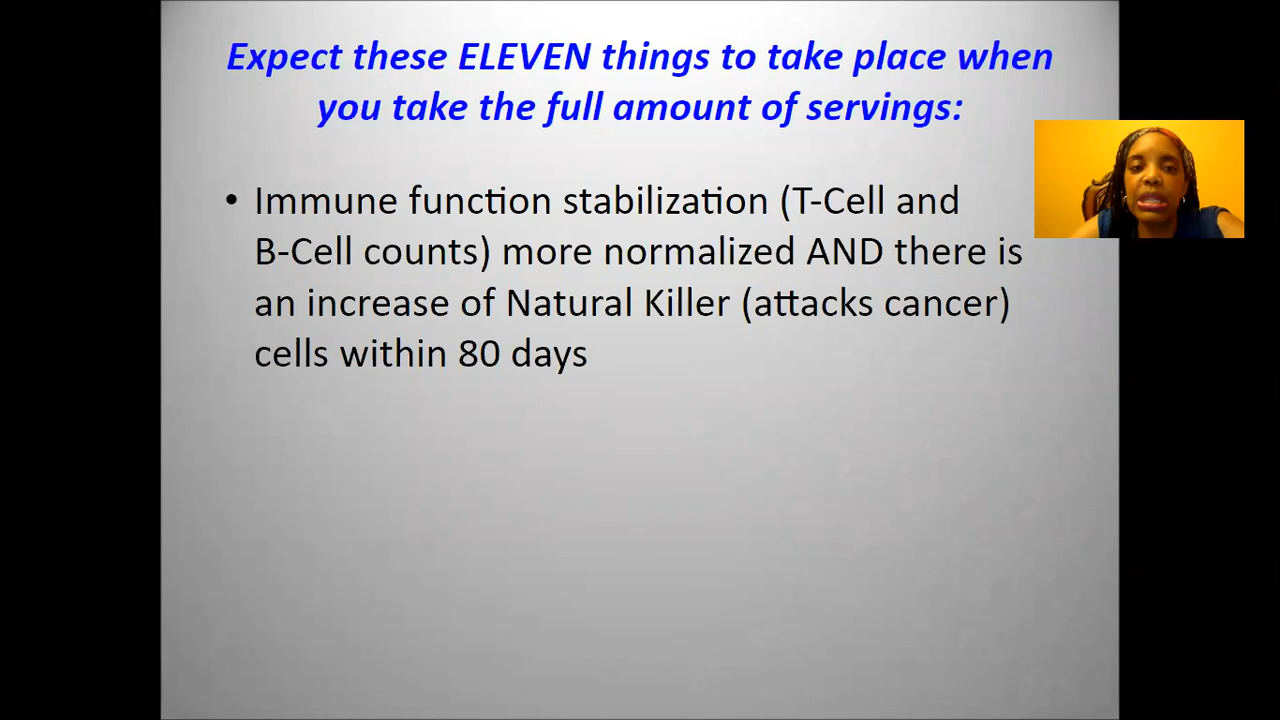 Expect these ELEVEN things to take place when
you take the full amount of servings:
• Immune function stabilization (T-Cell and
B-Cell counts) more normalized AND there is
an increase of Natural Killer (attacks cancer)
cells within 80 days